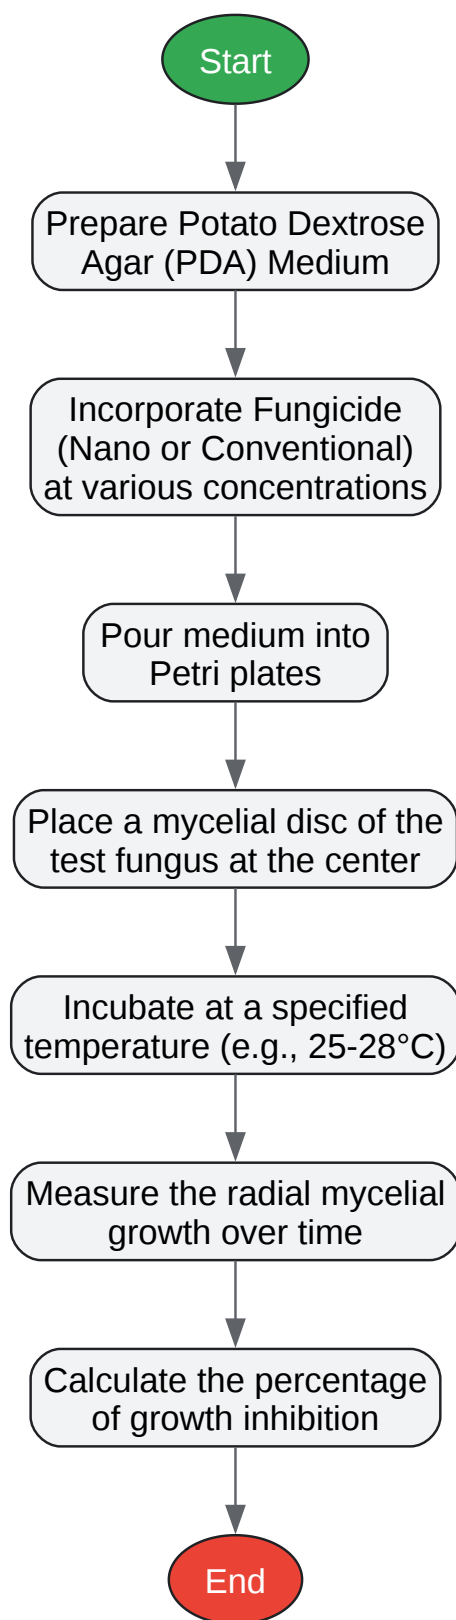 Start
Prepare Potato Dextrose
Agar (PDA) Medium
Incorporate Fungicide
(Nano or Conventional)
at various concentrations
Pour medium into
Petri plates
Place a mycelial disc of the
test fungus at the center
Incubate at a specified
temperature (e.g., 25-28°C)
Measure the radial mycelial
growth over time
Calculate the percentage
of growth inhibition
End